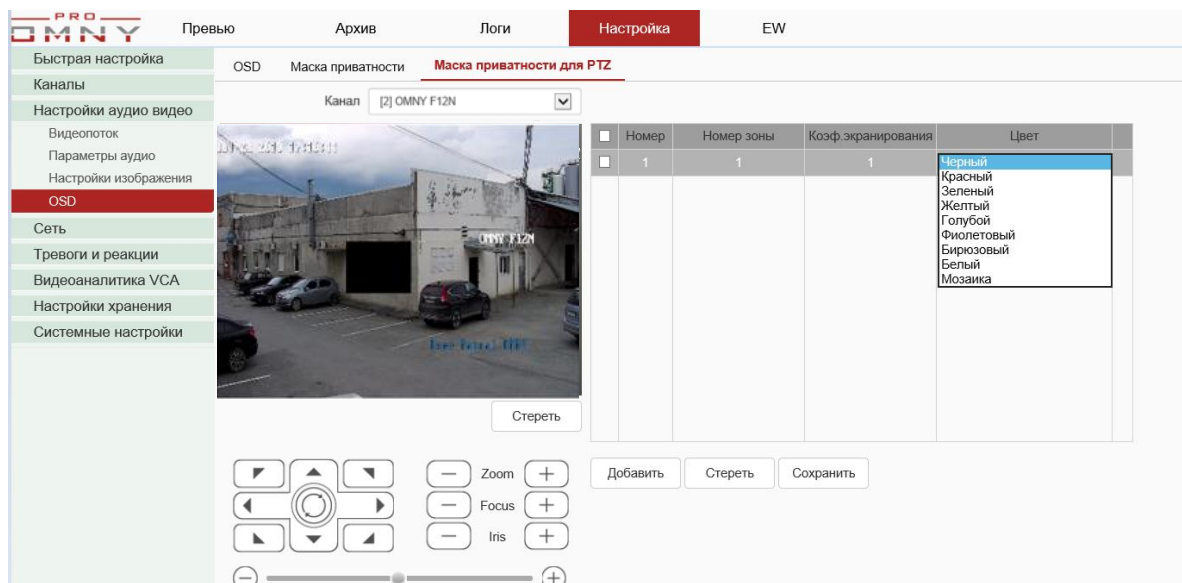 PRO
OMNY
Превью Архив Логи Настройка EW
Быстрая настройка
Каналы
Настройки аудио видео
Видеопоток
Параметры аудио
Настройки изображения
OSD
Сеть
Тревоги и реакции
Видеоаналитика VCA
Настройки хранения
Системные настройки
OSD Маска приватности Маска приватности для PTZ
Канал [2] OMNY F12N
OMNY F12N
Номер Номер зоны Коэф.экранирования Цвет
1 1 1
Черный
Красный
Зеленый
Желтый
Голубой
Фиолетовый
Бирюзовый
Белый
Мозаика
Стереть
Zoom
Focus
Iris
Добавить Стереть Сохранить